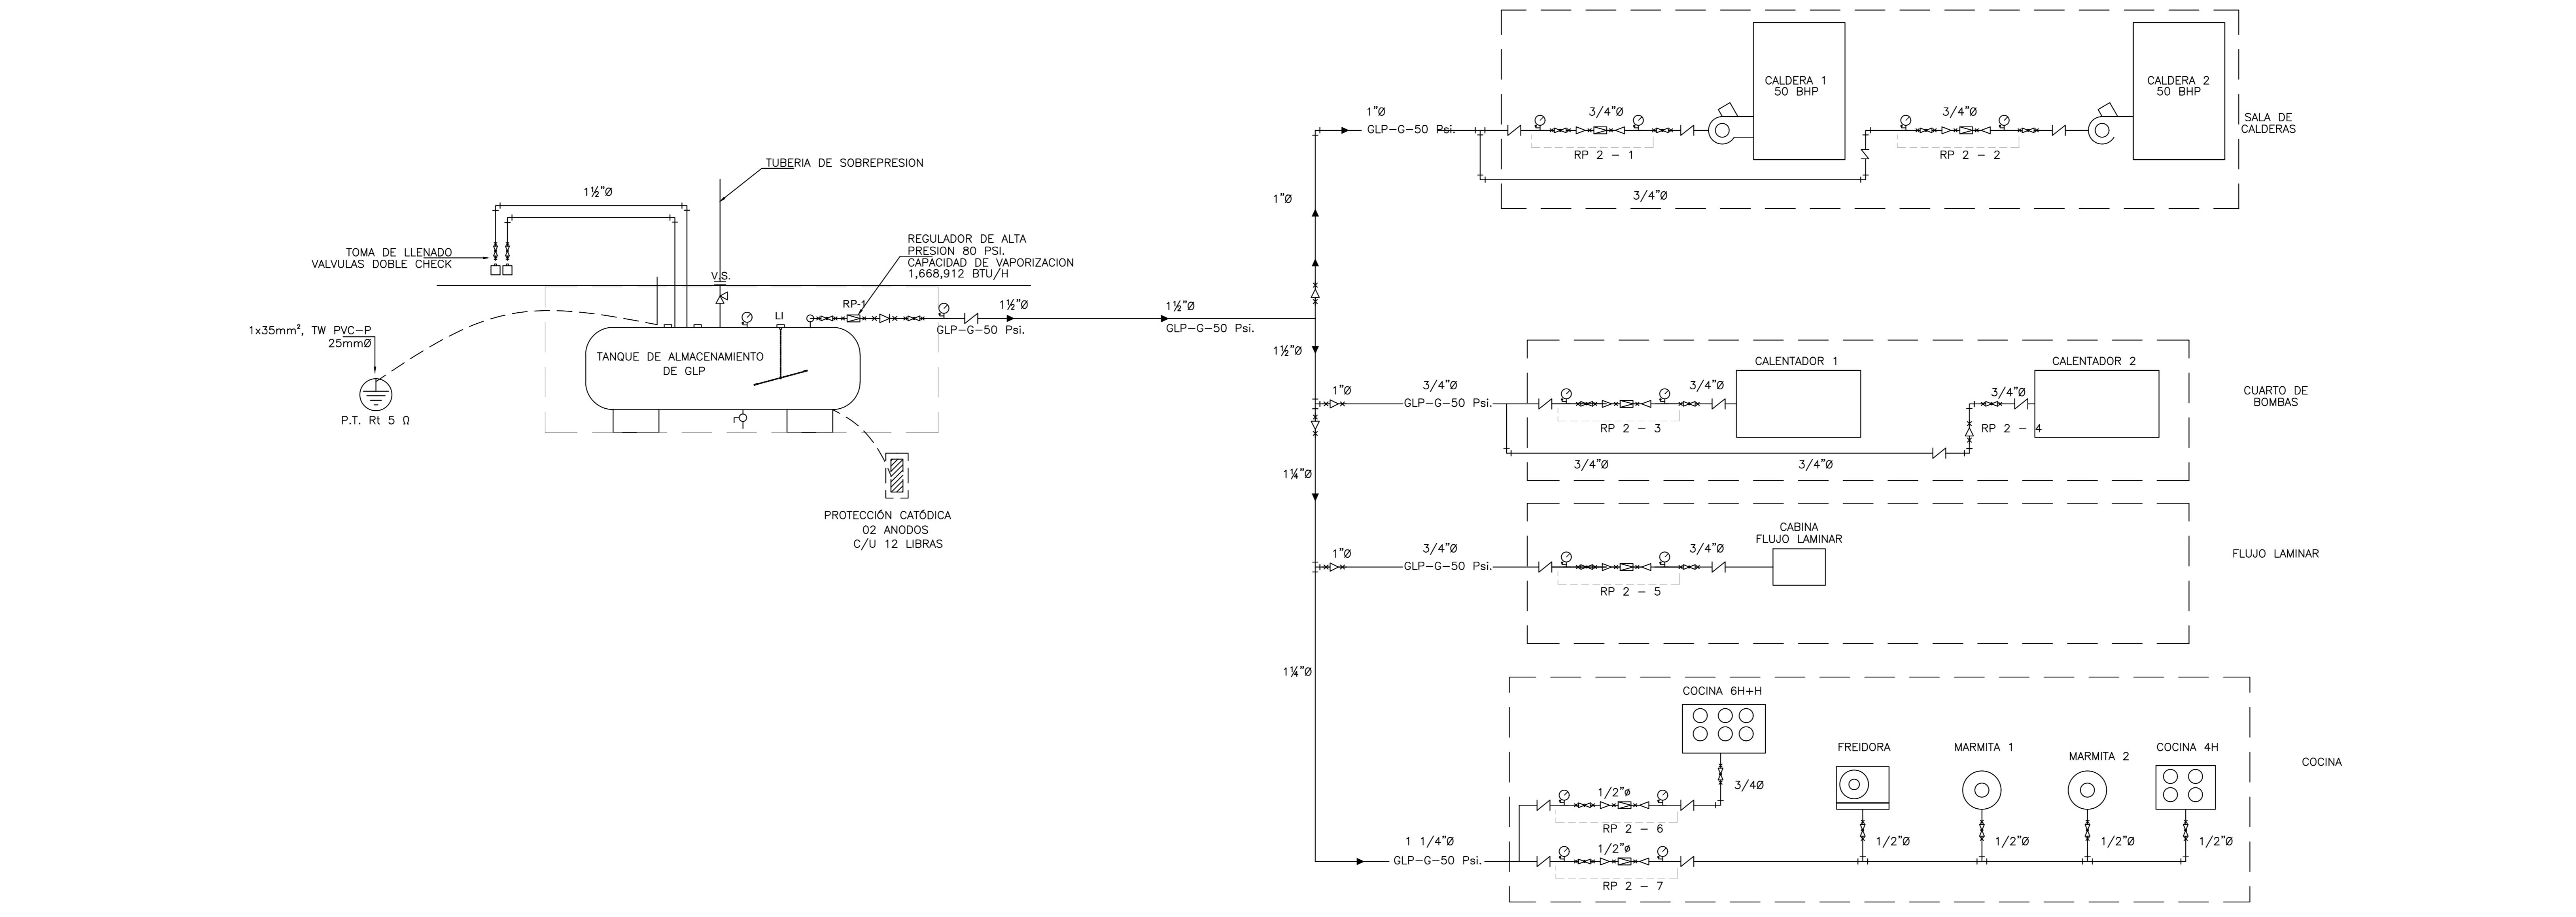 TUBERIA DE SOBREPRESION
1½"Ø
TOMA DE LLENADO
VALVULAS DOBLE CHECK
REGULADOR DE ALTA
PRESION 80 PSI.
CAPACIDAD DE VAPORIZACION
1,668,912 BTU/H
V.S.
RP-1
LI
1½"Ø
GLP-G-50 Psi.
1½"Ø
GLP-G-50 Psi.
1x35mm², TW PVC-P
25mmØ
P.T. Rt 5 Ω
TANQUE DE ALMACENAMIENTO
DE GLP
PROTECCIÓN CATÓDICA
02 ANODOS
C/U 12 LIBRAS
1"Ø
1½"Ø
1¼"Ø
1¼"Ø
1"Ø
GLP-G-50 Psi.
3/4"Ø
RP 2 - 1
CALDERA 1
50 BHP
3/4"Ø
RP 2 - 2
CALDERA 2
50 BHP
3/4"Ø
SALA DE
CALDERAS
1"Ø
3/4"Ø
GLP-G-50 Psi.
RP 2 - 3
3/4"Ø
CALENTADOR 1
3/4"Ø
RP 2 - 4
CALENTADOR 2
3/4"Ø
3/4"Ø
CUARTO DE
BOMBAS
1"Ø
3/4"Ø
GLP-G-50 Psi.
RP 2 - 5
3/4"Ø
CABINA
FLUJO LAMINAR
FLUJO LAMINAR
COCINA 6H+H
3/4Ø
1/2"ø
RP 2 - 6
1 1/4"Ø
GLP-G-50 Psi.
1/2"ø
RP 2 - 7
FREIDORA
1/2"Ø
MARMITA 1
1/2"Ø
MARMITA 2
1/2"Ø
COCINA 4H
1/2"Ø
COCINA